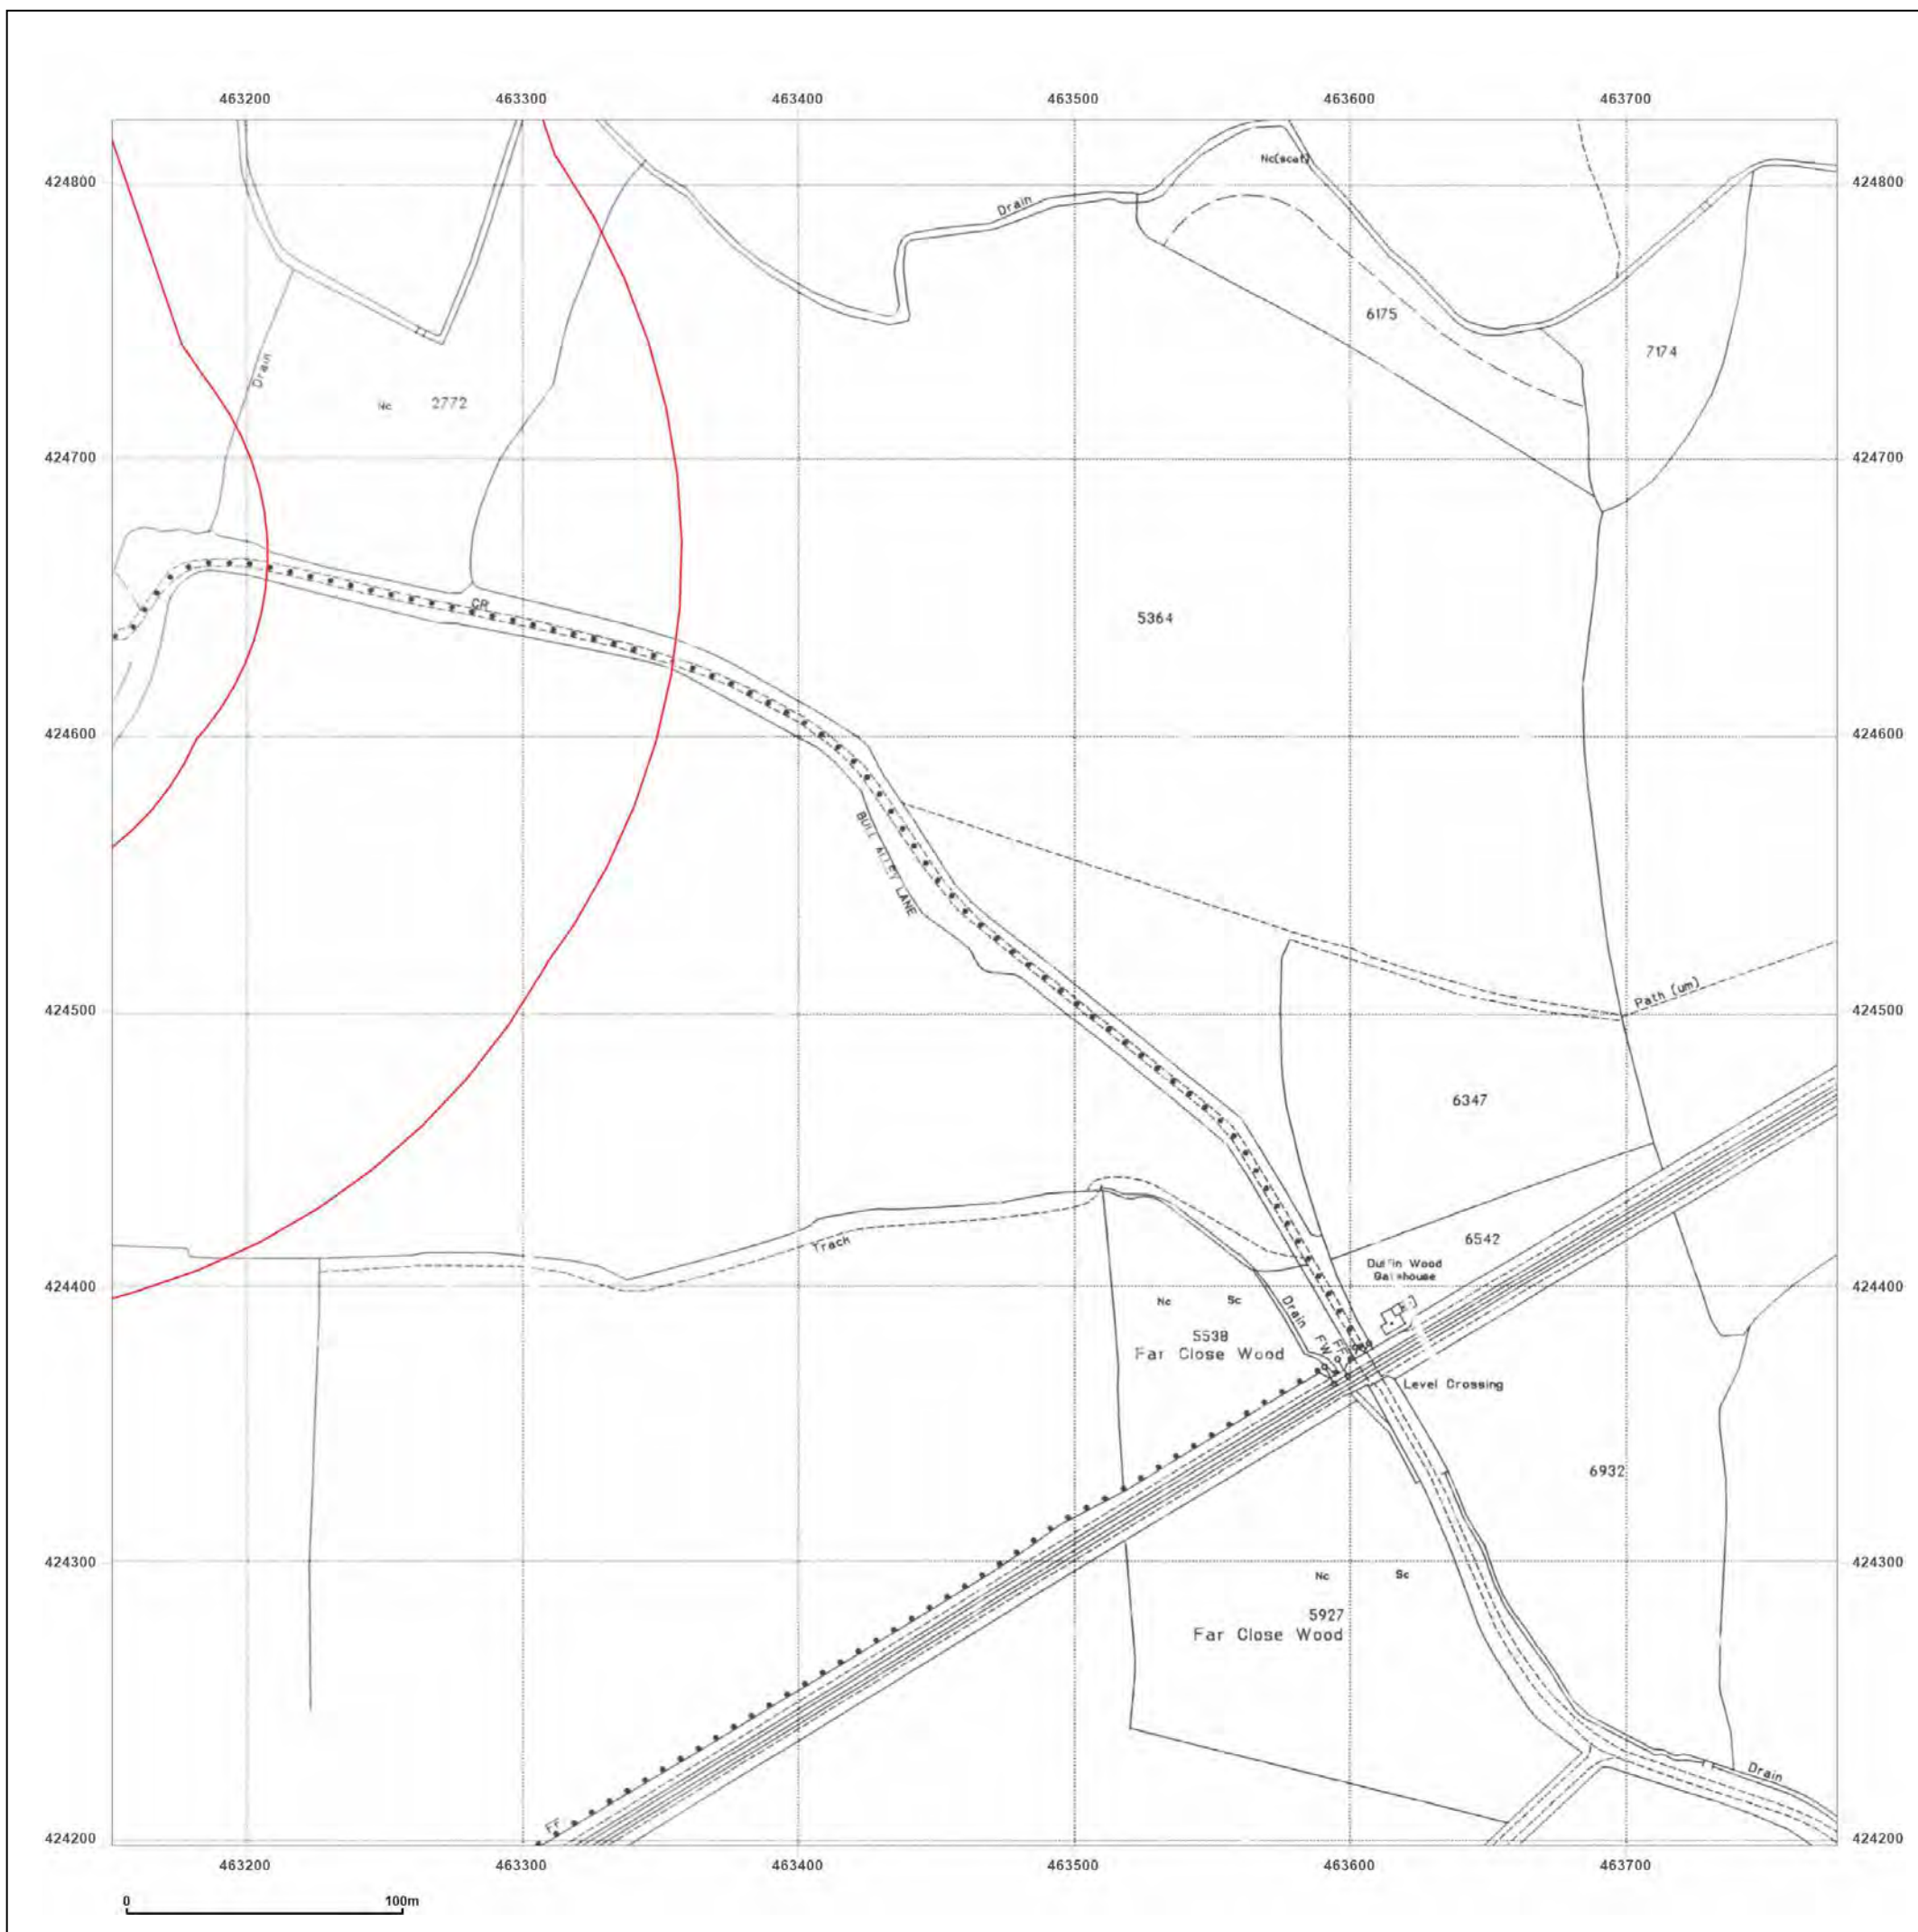 463200 463300 463400 463500 463600 463700
424800 424800
Nc(scat)
Drain
6175
7174
Drain
Nc 2772
424700 424700
CR
5364
424600 424600
BULL ALLEY LANE
Path (um)
424500 424500
6347
6542
Track
Duffin Wood
Gatehouse
424400 424400
Nc Sc
Drain
5538
FW
Far Close Wood
FF
Level Crossing
6932
424300 424300
Nc Sc
5927
Far Close Wood
Drain
FF
424200 424200
463200 463300 463400 463500 463600 463700
0 100m